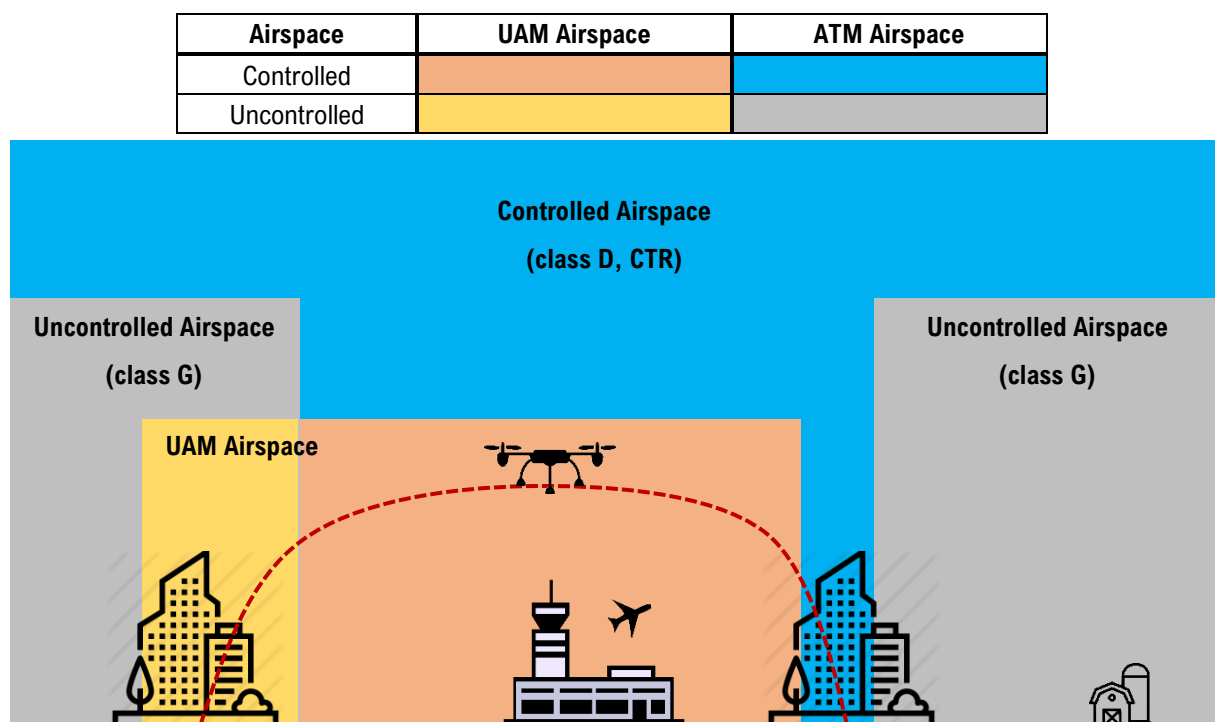 Airspace UAM Airspace ATM Airspace
Controlled
Uncontrolled
Controlled Airspace
(class D, CTR)
Uncontrolled Airspace
(class G)
Uncontrolled Airspace
(class G)
UAM Airspace